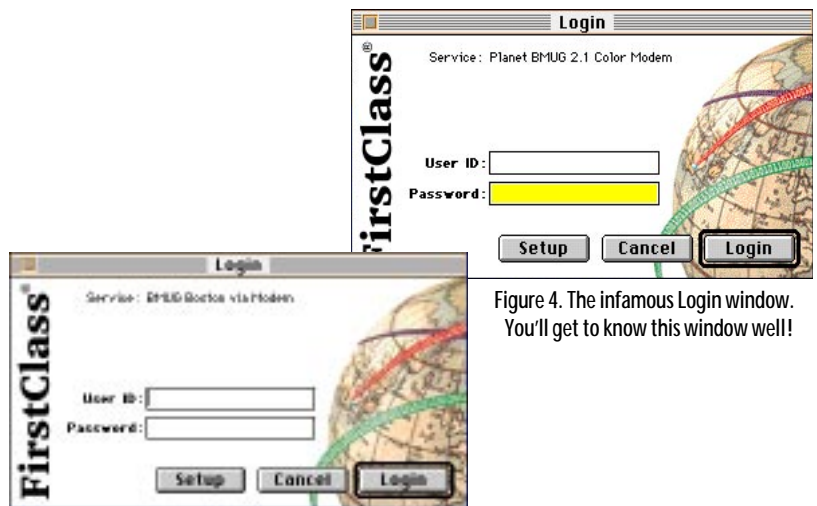 Login
FirstClass®
Service: Planet BMUG 2.1 Color Modem
User ID:
Password:
Setup Cancel Login
Figure 4. The infamous Login window.
You'll get to know this window well!
Login
FirstClass®
Service: BMUG Boston via Modem
User ID:
Password:
Setup Cancel Login